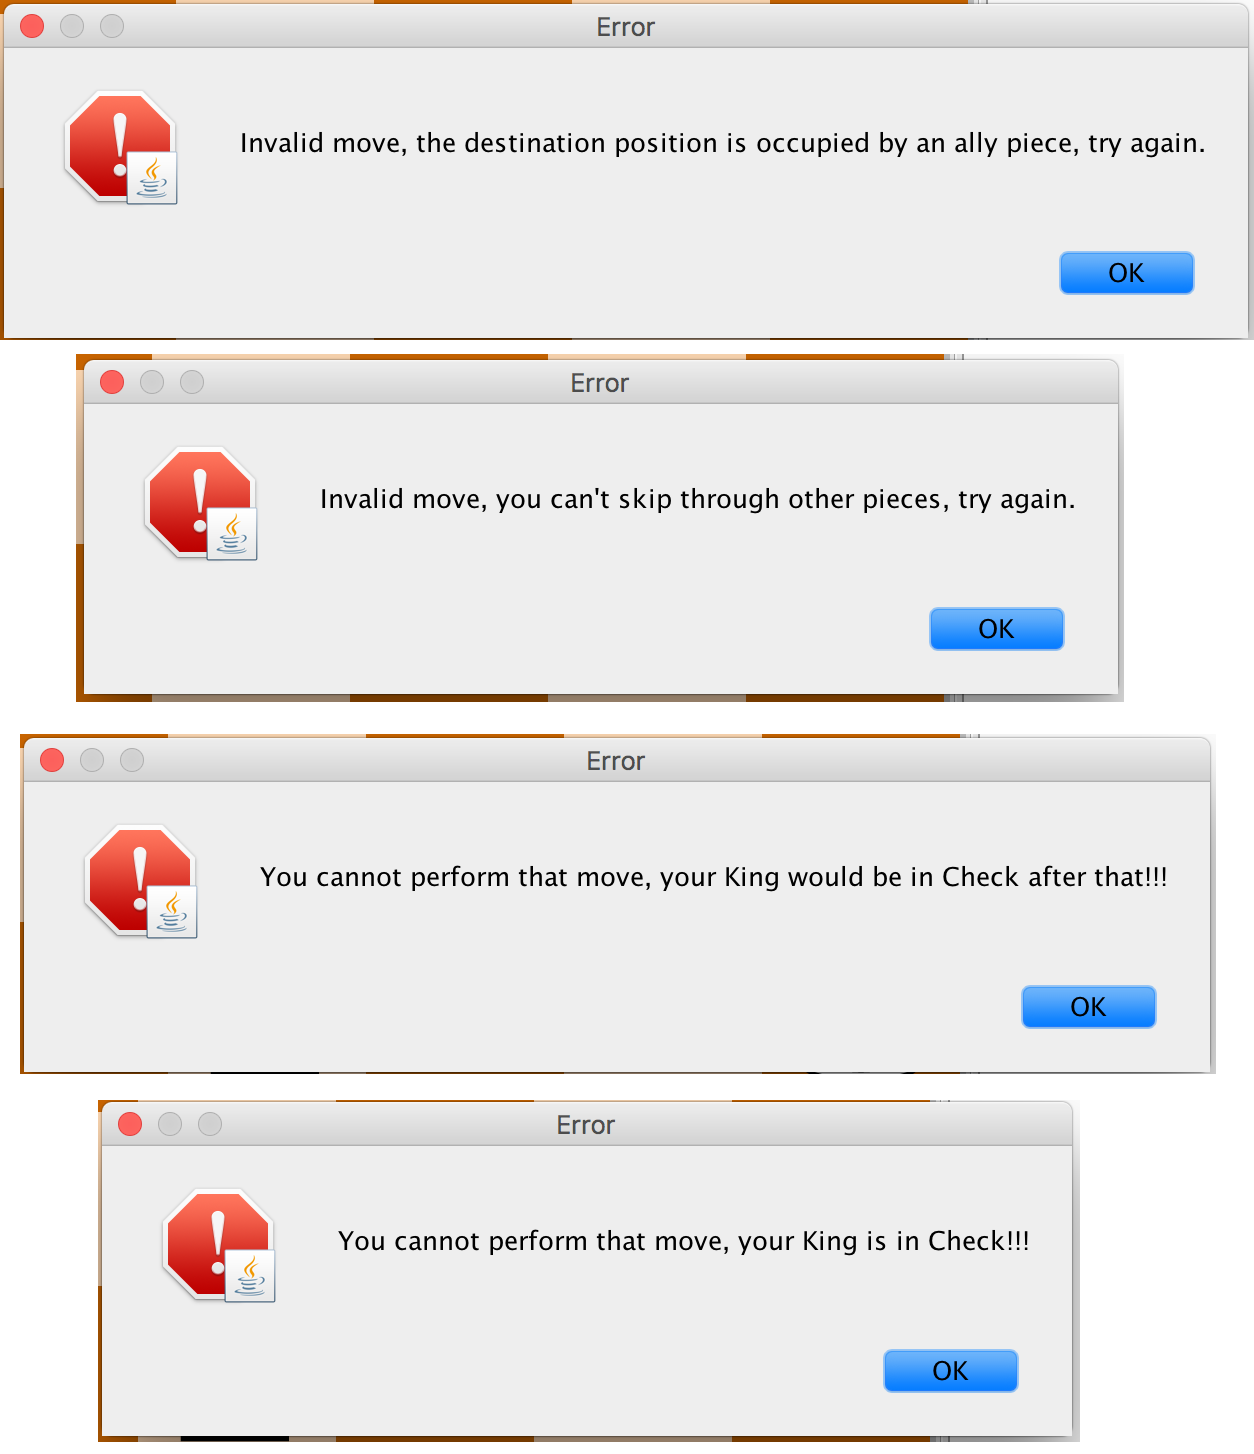 Error
Invalid move, the destination position is occupied by an ally piece, try again.
OK
Error
Invalid move, you can't skip through other pieces, try again.
OK
Error
You cannot perform that move, your King would be in Check after that!!!
OK
Error
You cannot perform that move, your King is in Check!!!
OK